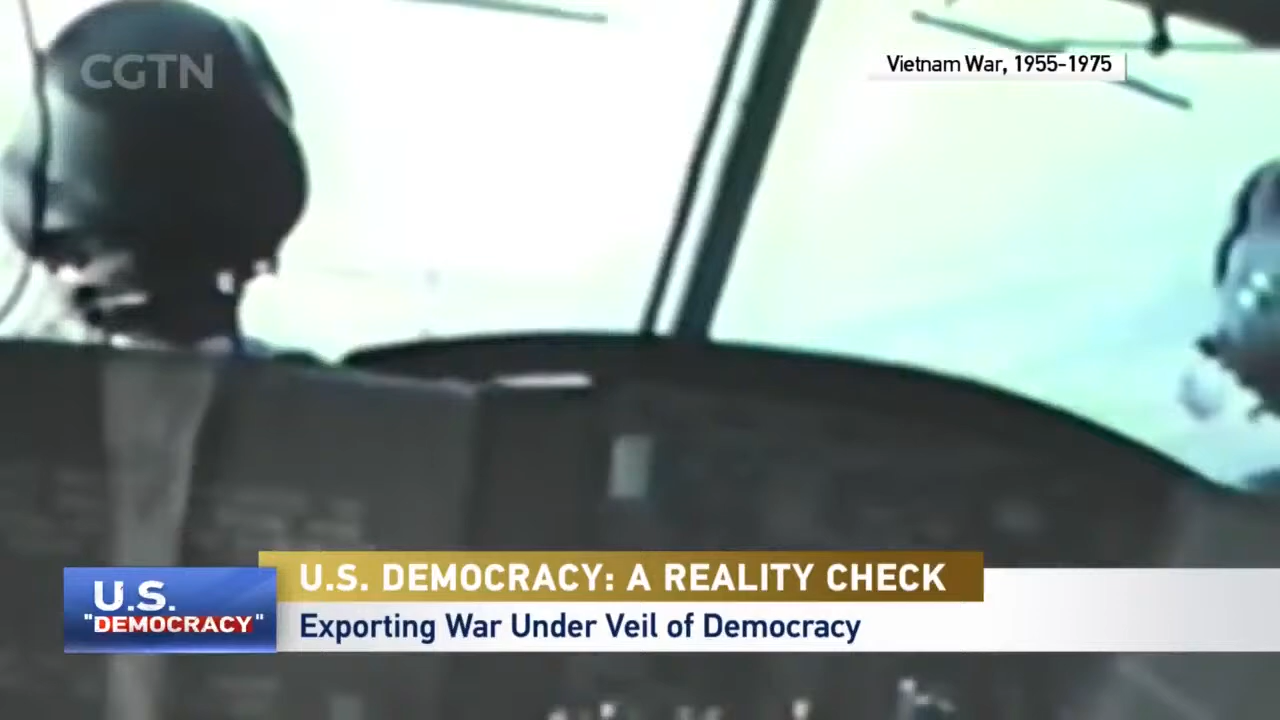 CGTN
Vietnam War, 1955-1975
U.S. DEMOCRACY: A REALITY CHECK
U.S.
"DEMOCRACY"
Exporting War Under Veil of Democracy